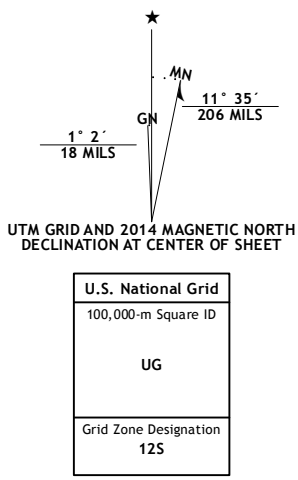 ★
MN
GN
11° 35´
206 MILS
1° 2´
18 MILS
UTM GRID AND 2014 MAGNETIC NORTH
DECLINATION AT CENTER OF SHEET
U.S. National Grid
100,000-m Square ID
UG
Grid Zone Designation
12S